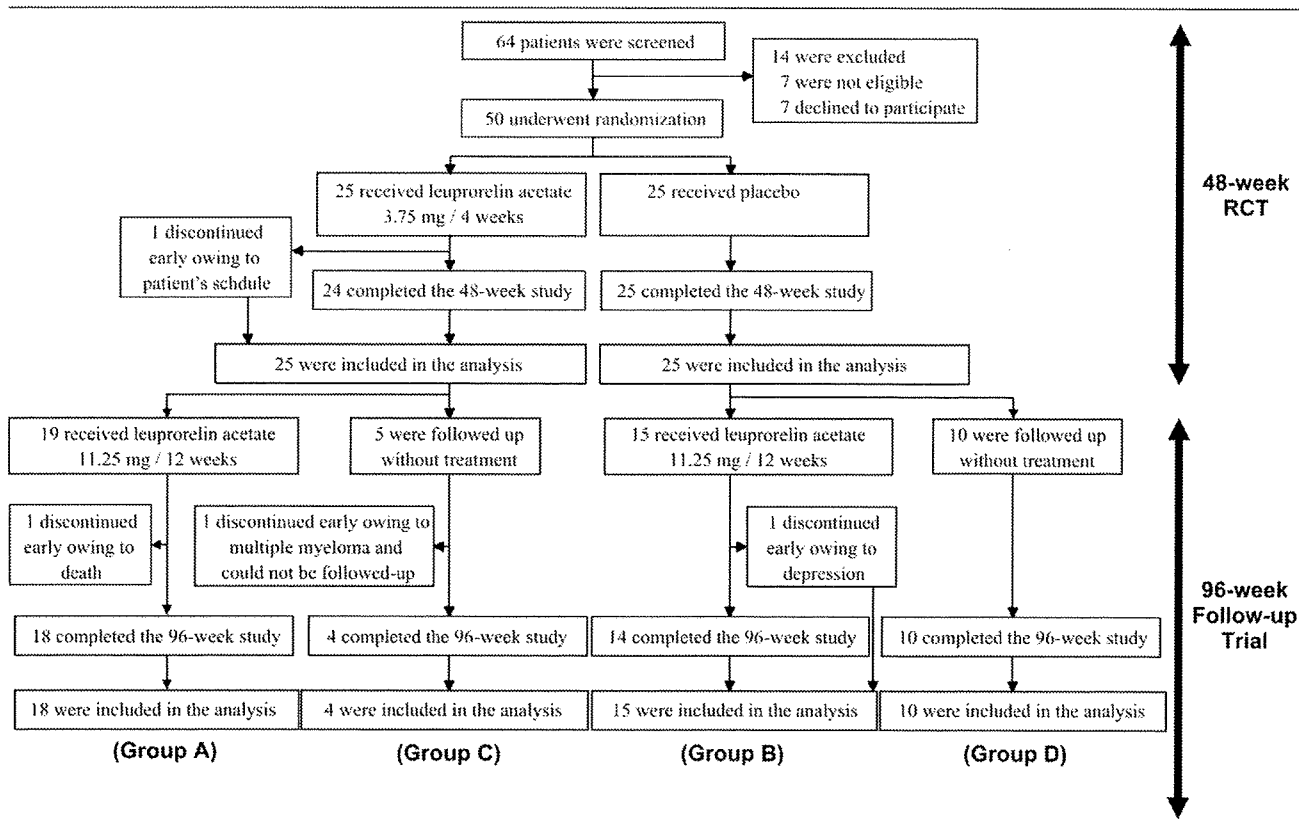 64 patients were screened
14 were excluded
7 were not eligible
7 declined to participate
50 underwent randomization
25 received leuprorelin acetate
3.75 mg / 4 weeks
25 received placebo
48-week
RCT
1 discontinued
early owing to
patient's schdule
24 completed the 48-week study
25 completed the 48-week study
25 were included in the analysis
25 were included in the analysis
19 received leuprorelin acetate
11.25 mg / 12 weeks
5 were followed up
without treatment
15 received leuprorelin acetate
11.25 mg / 12 weeks
10 were followed up
without treatment
1 discontinued
early owing to
death
1 discontinued early owing to
multiple myeloma and
could not be followed-up
1 discontinued
early owing to
depression
96-week
Follow-up
Trial
18 completed the 96-week study
4 completed the 96-week study
14 completed the 96-week study
10 completed the 96-week study
18 were included in the analysis
4 were included in the analysis
15 were included in the analysis
10 were included in the analysis
(Group A)
(Group C)
(Group B)
(Group D)